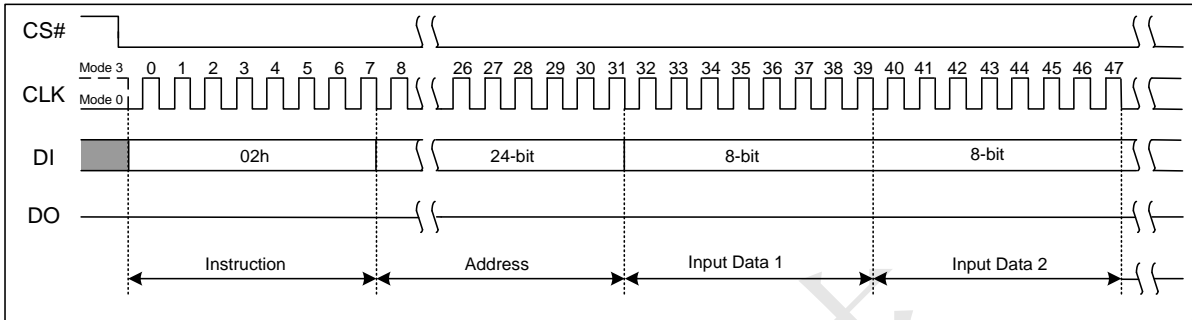 CS#
Mode 3 0 1 2 3 4 5 6 7 8 26 27 28 29 30 31 32 33 34 35 36 37 38 39 40 41 42 43 44 45 46 47
CLK
Mode 0
DI 02h 24-bit 8-bit 8-bit
DO
Instruction Address Input Data 1 Input Data 2